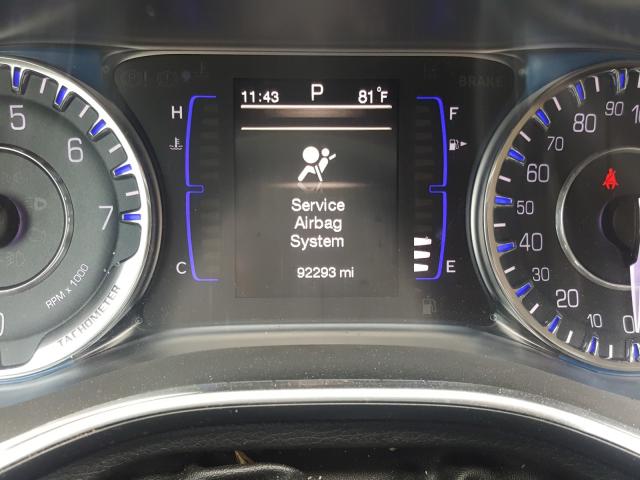 11:43 P 81°F
H F
Service
Airbag
System
92293 mi
C E
BRAKE
5
6
7
0
RPM x 1000
TACHOMETER
90
80
70
60
50
40
30
20
10
0